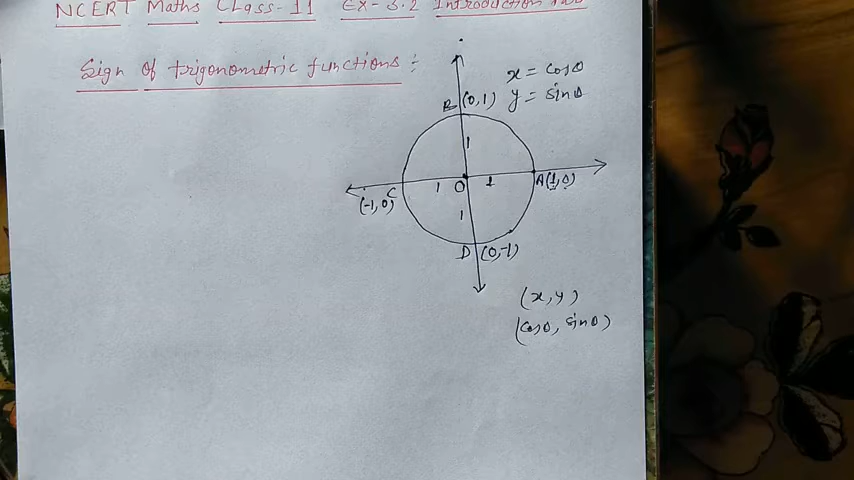 NCERT Maths Class-11 Ex-3.2 Introduction
Sign of trigonometric functions :-
x = cosθ
y = sinθ
B (0,1)
1
C 1 O 1 A(1,0)
(-1,0)
1
D (0,-1)
(x,y)
(cosθ, sinθ)